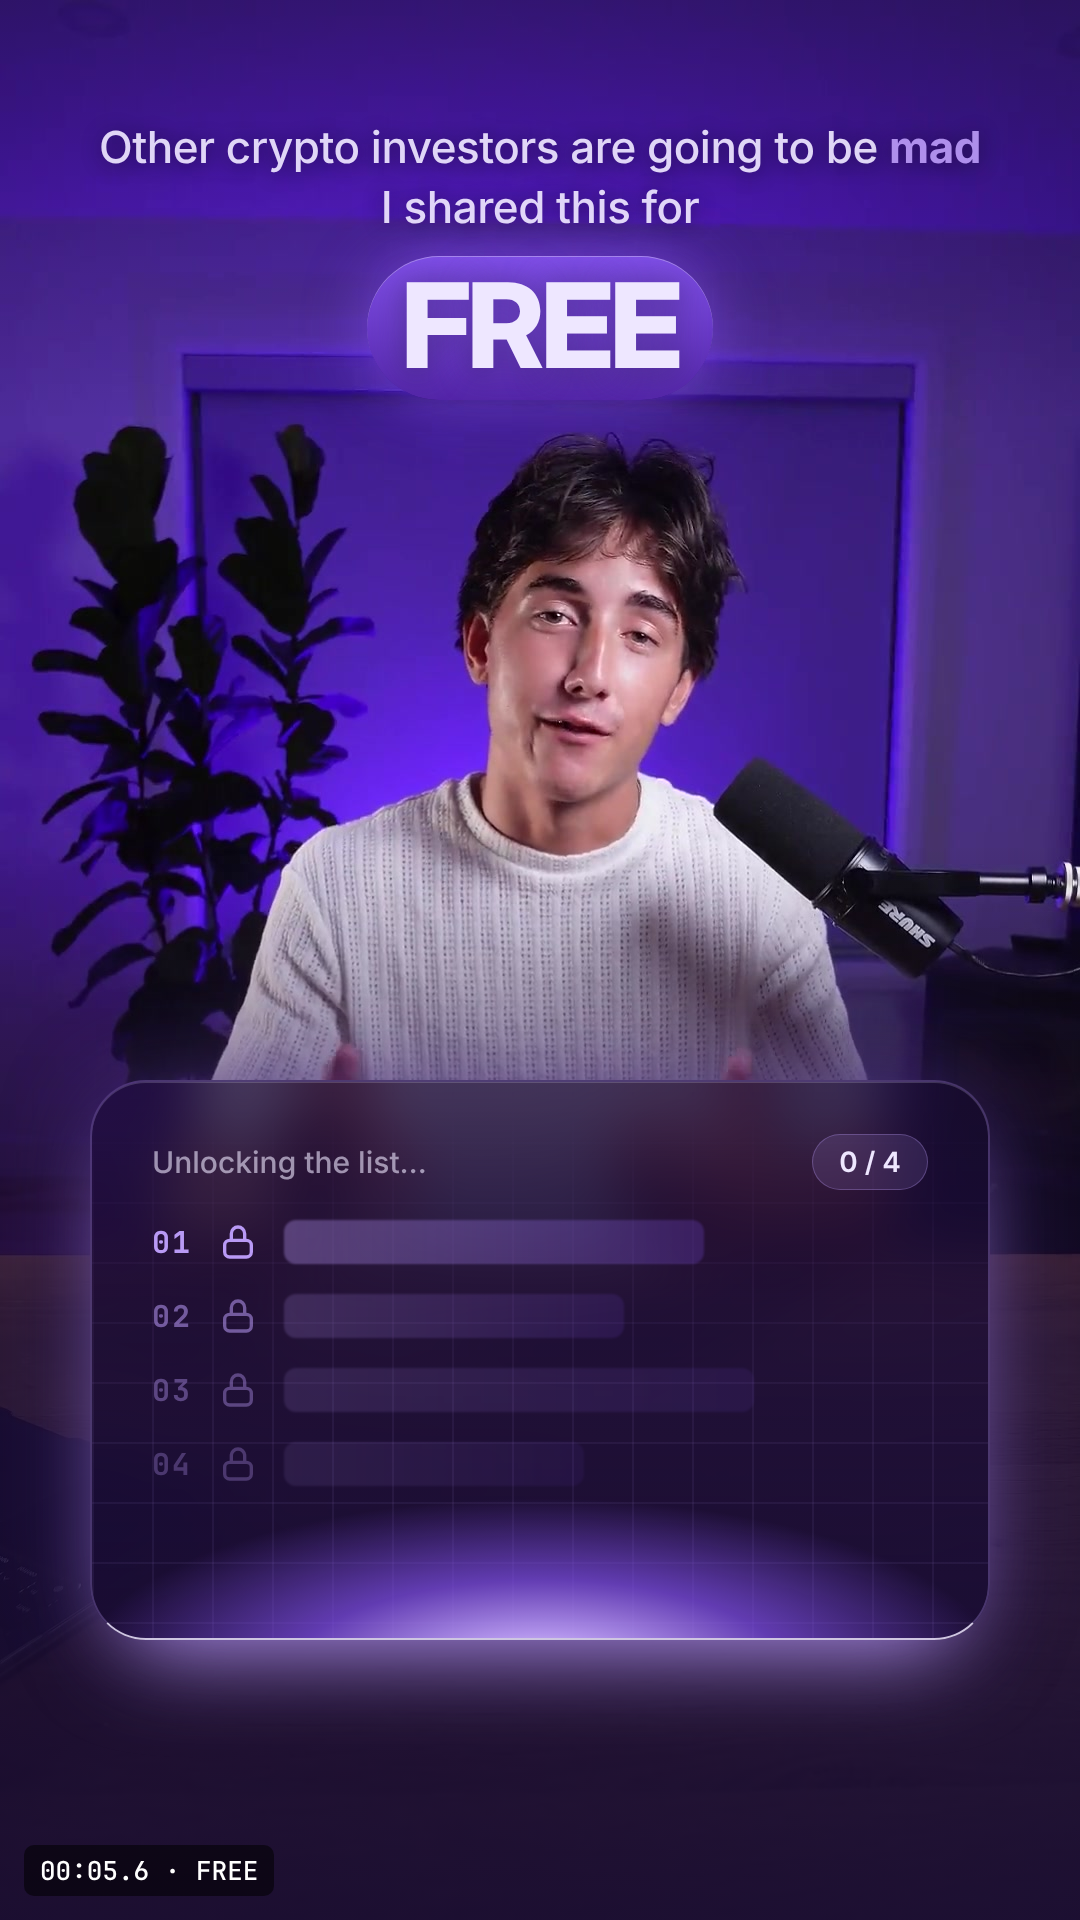 Other crypto investors are going to be mad
I shared this for
FREE
SHURE
Unlocking the list...
0 / 4
01
02
03
04
00:05.6 · FREE